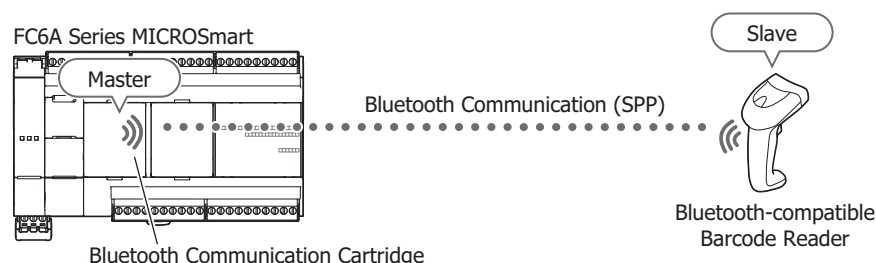 Slave
FC6A Series MICROSmart
Master
Bluetooth Communication (SPP)
Bluetooth-compatible
Barcode Reader
Bluetooth Communication Cartridge